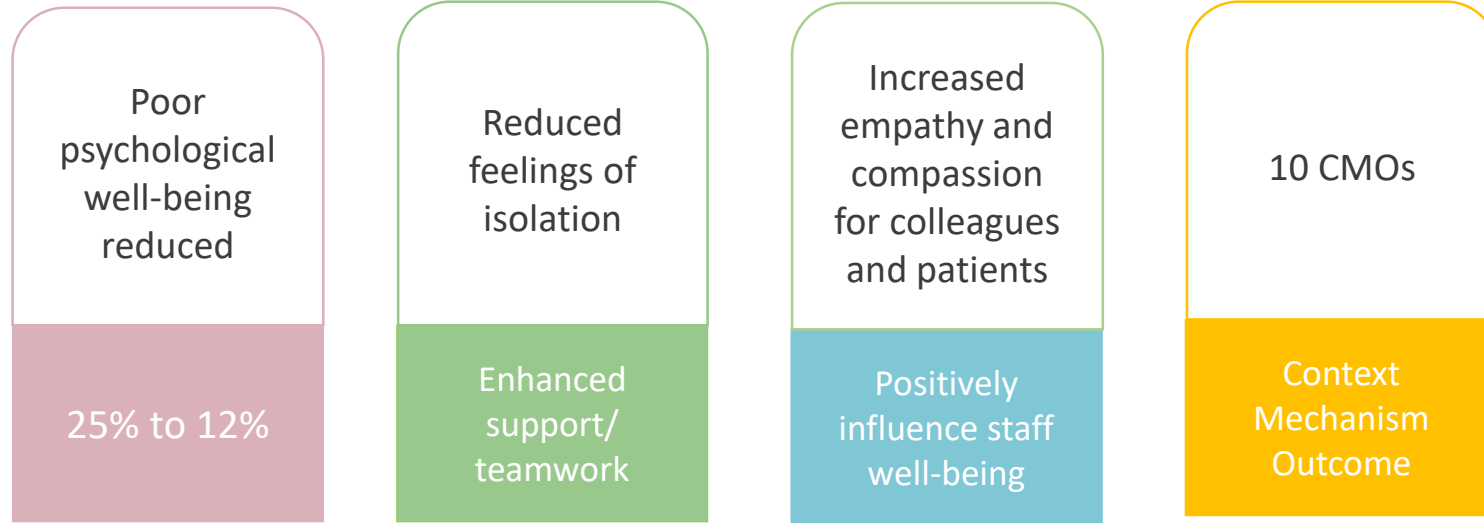 Poor
psychological
well-being
reduced
25% to 12%
Reduced
feelings of
isolation
Enhanced
support/
teamwork
Increased
empathy and
compassion
for colleagues
and patients
Positively
influence staff
well-being
10 CMOs
Context
Mechanism
Outcome